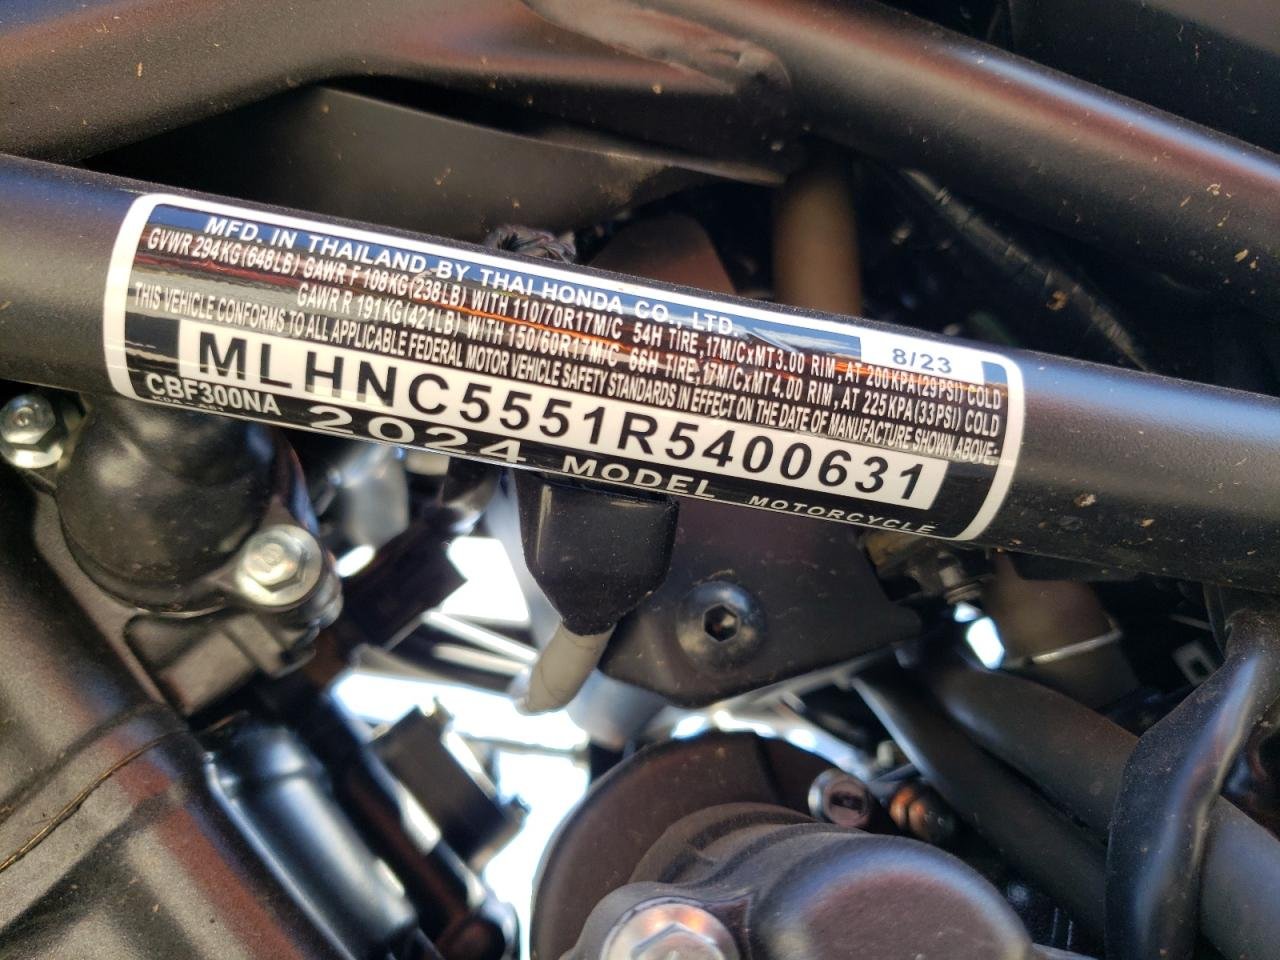 MFD. IN THAILAND BY THAI HONDA CO., LTD. 8/23
GVWR 294KG(648LB) GAWR F 108KG(238LB) WITH 110/70R17M/C 54H TIRE, 17M/CxMT3.00 RIM, AT 200KPA(29PSI) COLD
GAWR R 191KG(421LB) WITH 150/60R17M/C 66H TIRE, 17M/CxMT4.00 RIM, AT 225KPA(33PSI) COLD
THIS VEHICLE CONFORMS TO ALL APPLICABLE FEDERAL MOTOR VEHICLE SAFETY STANDARDS IN EFFECT ON THE DATE OF MANUFACTURE SHOWN ABOVE.
MLHNC5551R5400631
CBF300NA 2024 MODEL MOTORCYCLE